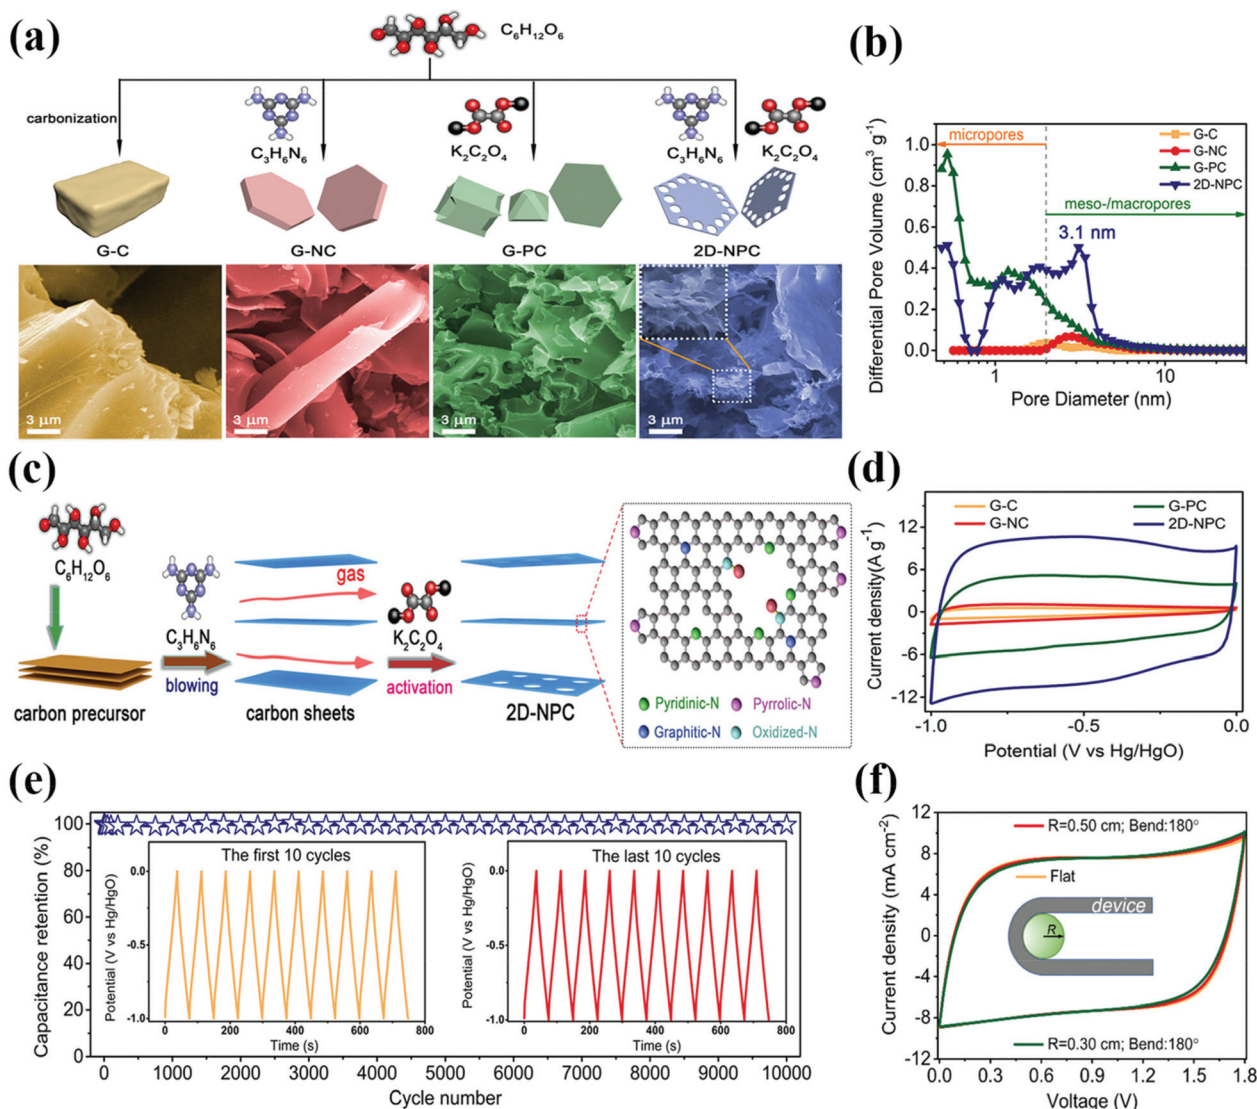 (a)
C6H12O6
carbonization
C3H6N6
K2C2O4
C3H6N6
K2C2O4
G-C
G-NC
G-PC
2D-NPC
3 μm
3 μm
3 μm
3 μm
(b)
Differential Pore Volume (cm³ g⁻¹)
1.2
1.0
0.8
0.6
0.4
0.2
0.0
micropores
G-C
G-NC
G-PC
2D-NPC
meso-/macropores
3.1 nm
1
10
Pore Diameter (nm)
(c)
C6H12O6
carbon precursor
C3H6N6
blowing
gas
carbon sheets
K2C2O4
activation
2D-NPC
Pyridinic-N
Pyrrolic-N
Graphitic-N
Oxidized-N
(d)
Current density(A g⁻¹)
12
6
0
-6
-12
G-C
G-PC
G-NC
2D-NPC
-1.0
-0.5
0.0
Potential (V vs Hg/HgO)
(e)
Capacitance retention (%)
100
80
60
40
20
0
The first 10 cycles
Potential (V vs Hg/HgO)
0.0
-0.5
-1.0
0
200
400
600
800
Time (s)
The last 10 cycles
Potential (V vs Hg/HgO)
0.0
-0.5
-1.0
0
200
400
600
800
Time (s)
0
1000
2000
3000
4000
5000
6000
7000
8000
9000
10000
Cycle number
(f)
Current density (mA cm⁻²)
12
8
4
0
-4
-8
-12
R=0.50 cm; Bend:180°
Flat
device
R
R=0.30 cm; Bend:180°
0.0
0.3
0.6
0.9
1.2
1.5
1.8
Voltage (V)